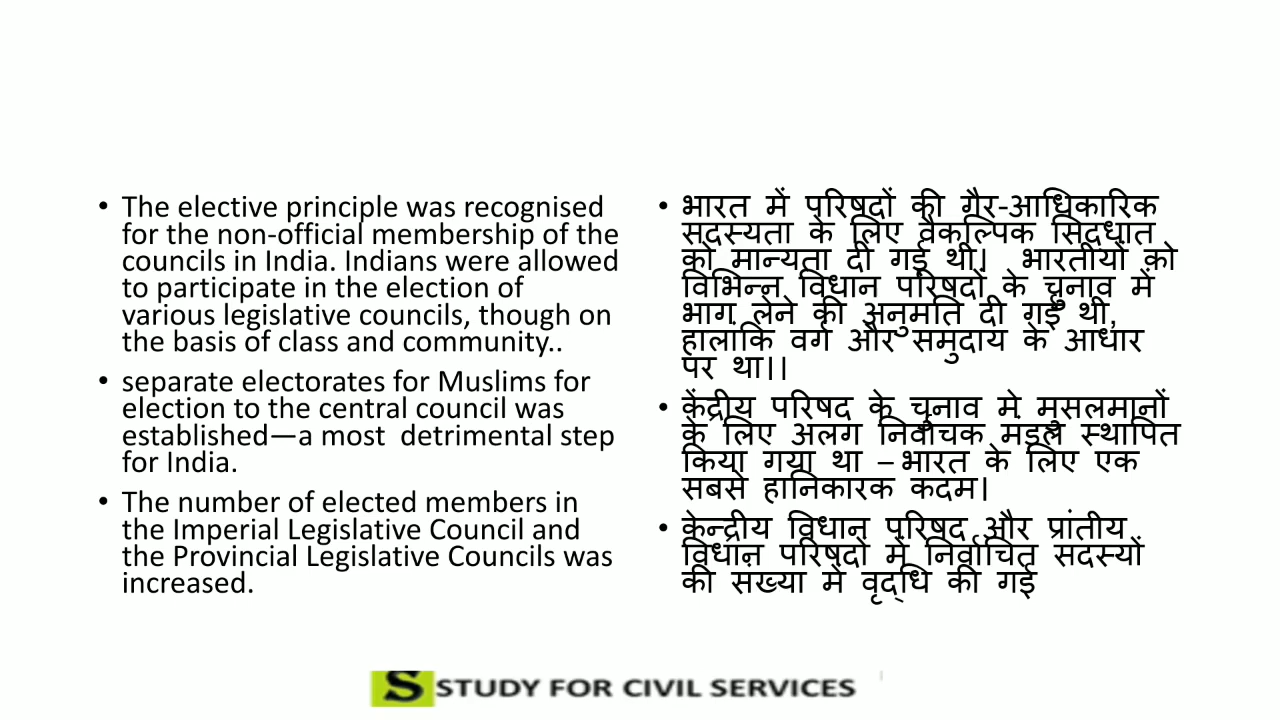 • The elective principle was recognised
for the non-official membership of the
councils in India. Indians were allowed
to participate in the election of
various legislative councils, though on
the basis of class and community..
• separate electorates for Muslims for
election to the central council was
established—a most  detrimental step
for India.
• The number of elected members in
the Imperial Legislative Council and
the Provincial Legislative Councils was
increased.
• भारत में परिषदों की गैर-आधिकारिक
सदस्यता के लिए वैकल्पिक सिद्धांत
को मान्यता दी गई थी।  भारतीयों को
विभिन्न विधान परिषदों के चुनाव में
भाग लेने की अनुमति दी गई थी,
हालांकि वर्ग और समुदाय के आधार
पर था।।
• केंद्रीय परिषद के चुनाव में मुसलमानों
के लिए अलग निर्वाचक मंडल स्थापित
किया गया था – भारत के लिए एक
सबसे हानिकारक कदम।
• केन्द्रीय विधान परिषद और प्रांतीय
विधान परिषदों में निर्वाचित सदस्यों
की संख्या में वृद्धि की गई
S STUDY FOR CIVIL SERVICES